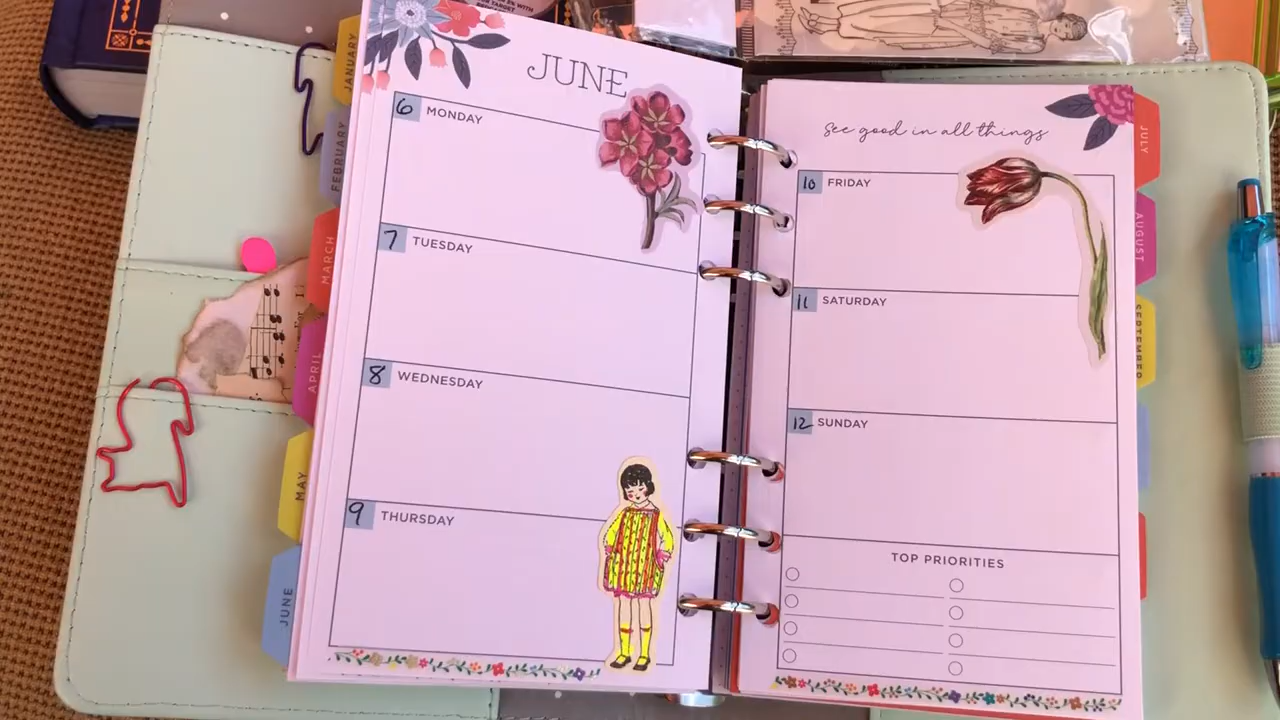 JANUARY
FEBRUARY
MARCH
APRIL
MAY
JUNE
JUNE
6 MONDAY
7 TUESDAY
8 WEDNESDAY
9 THURSDAY
see good in all things
10 FRIDAY
11 SATURDAY
12 SUNDAY
TOP PRIORITIES
JULY
AUGUST
SEPTEMBER